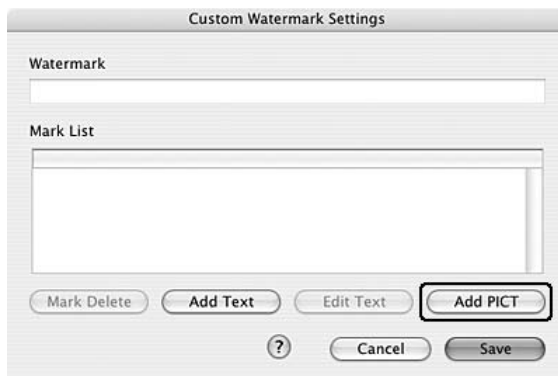 Custom Watermark Settings
Watermark
Mark List
Mark Delete Add Text Edit Text Add PICT
? Cancel Save